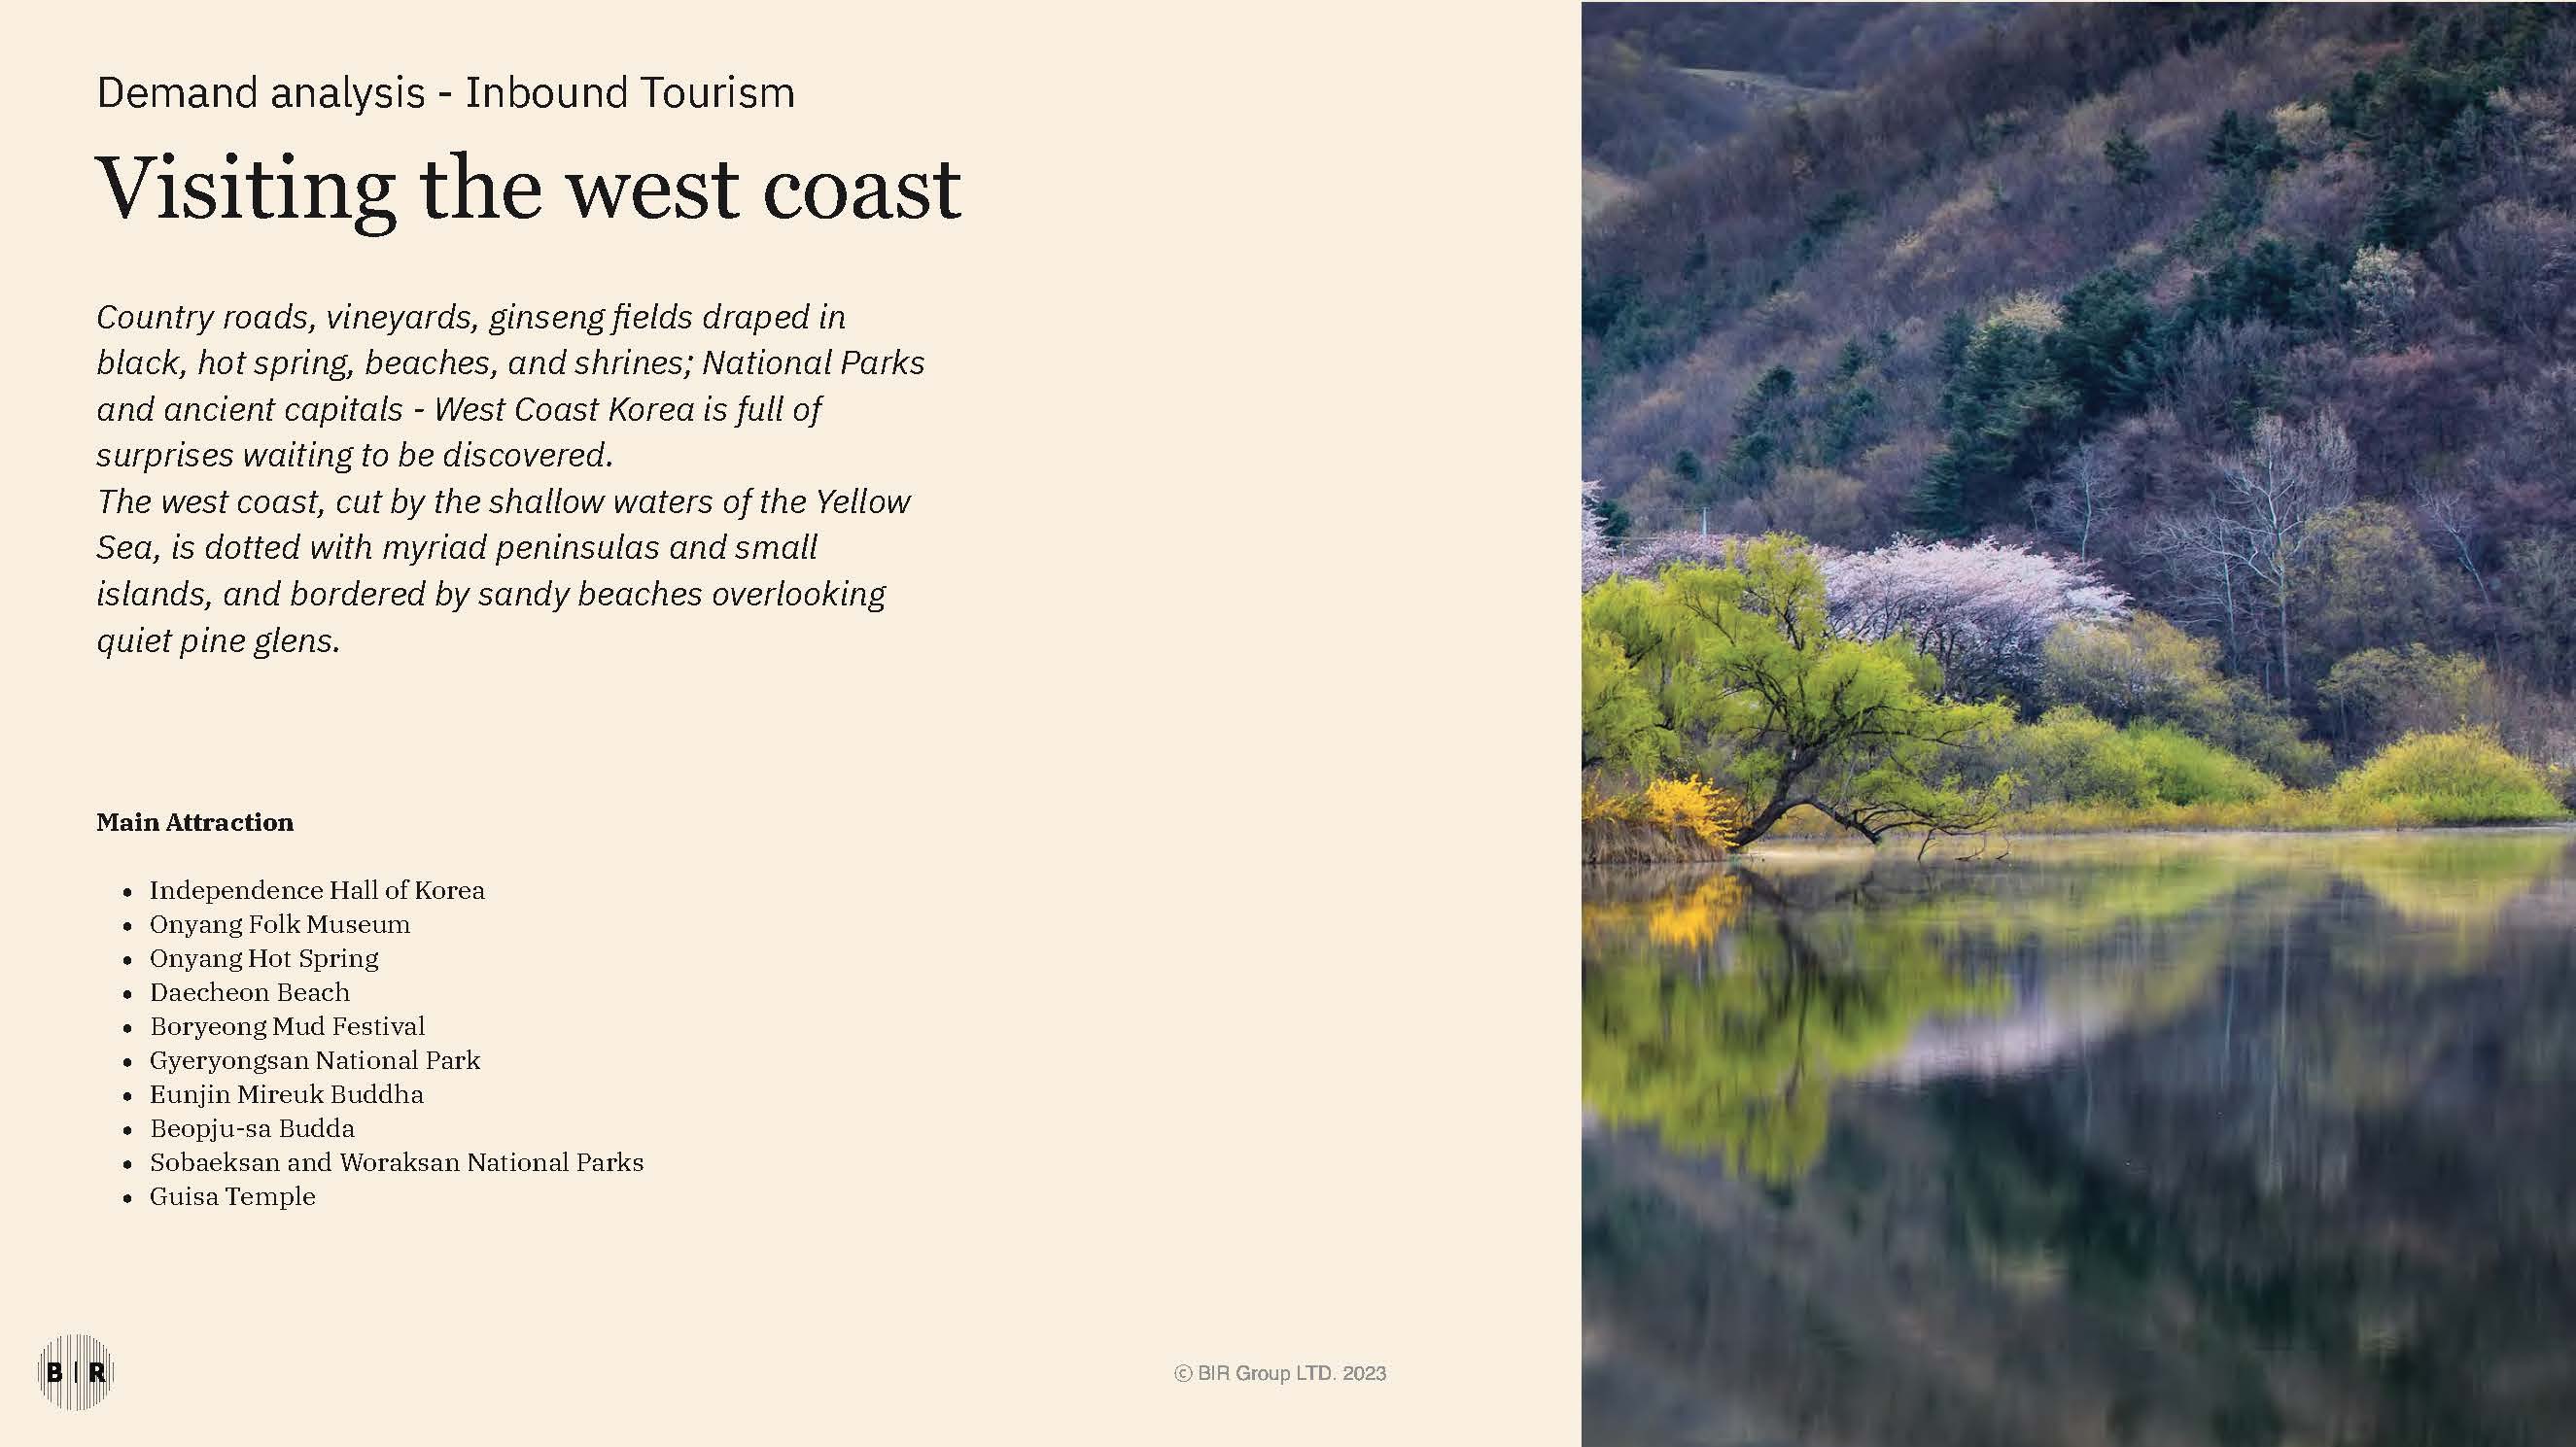 Demand analysis - Inbound Tourism
Visiting the west coast
Country roads, vineyards, ginseng fields draped in
black, hot spring, beaches, and shrines; National Parks
and ancient capitals - West Coast Korea is full of
surprises waiting to be discovered.
The west coast, cut by the shallow waters of the Yellow
Sea, is dotted with myriad peninsulas and small
islands, and bordered by sandy beaches overlooking
quiet pine glens.
Main Attraction
• Independence Hall of Korea
• Onyang Folk Museum
• Onyang Hot Spring
• Daecheon Beach
• Boryeong Mud Festival
• Gyeryongsan National Park
• Eunjin Mireuk Buddha
• Beopju-sa Budda
• Sobaeksan and Woraksan National Parks
• Guisa Temple
B|R
© BIR Group LTD. 2023